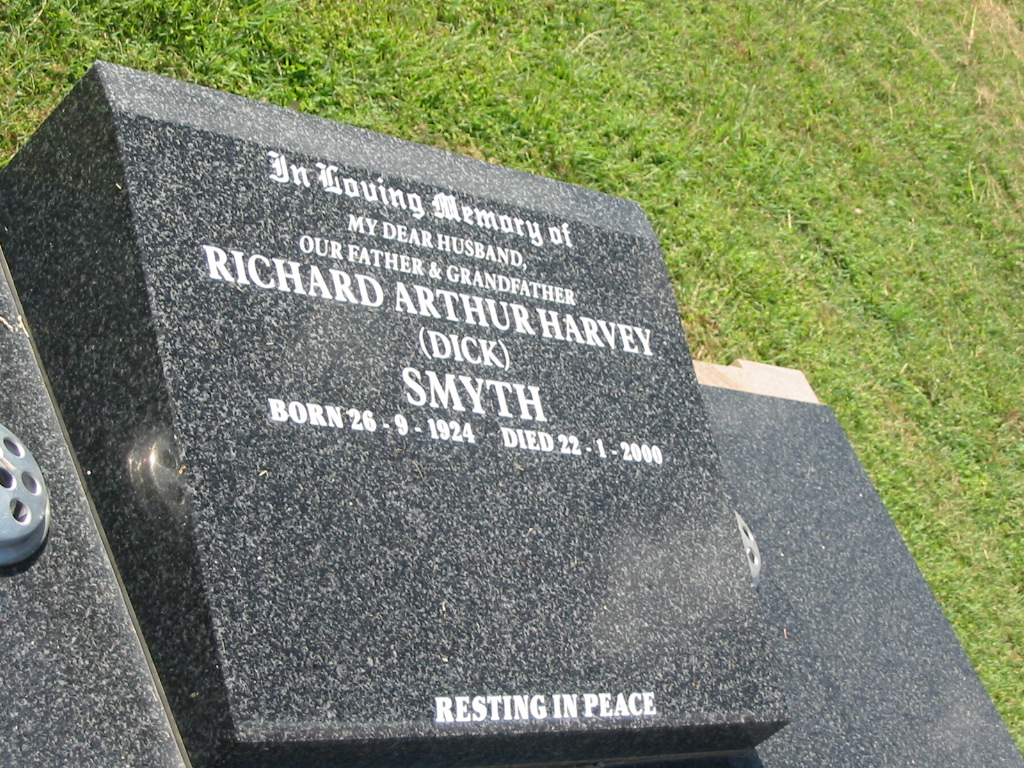 In Loving Memory of
MY DEAR HUSBAND,
OUR FATHER & GRANDFATHER
RICHARD ARTHUR HARVEY
(DICK)
SMYTH
BORN 26 - 9 - 1924 DIED 22 - 1 - 2000
RESTING IN PEACE